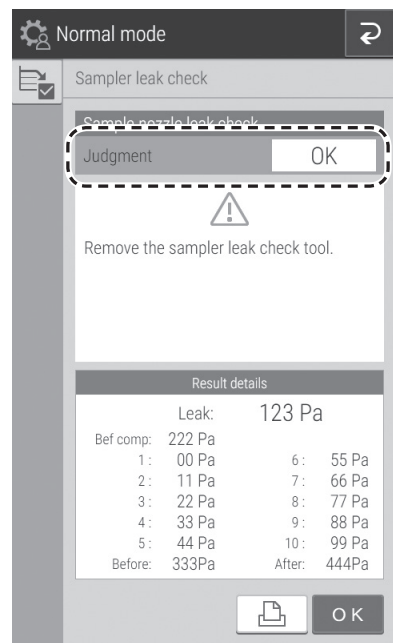 Normal mode
Sampler leak check
Sample nozzle leak check
Judgment OK
Remove the sampler leak check tool.
Result details
Leak: 123 Pa
Bef comp: 222 Pa
1 : 00 Pa 6 : 55 Pa
2 : 11 Pa 7 : 66 Pa
3 : 22 Pa 8 : 77 Pa
4 : 33 Pa 9 : 88 Pa
5 : 44 Pa 10 : 99 Pa
Before: 333Pa After: 444Pa
OK